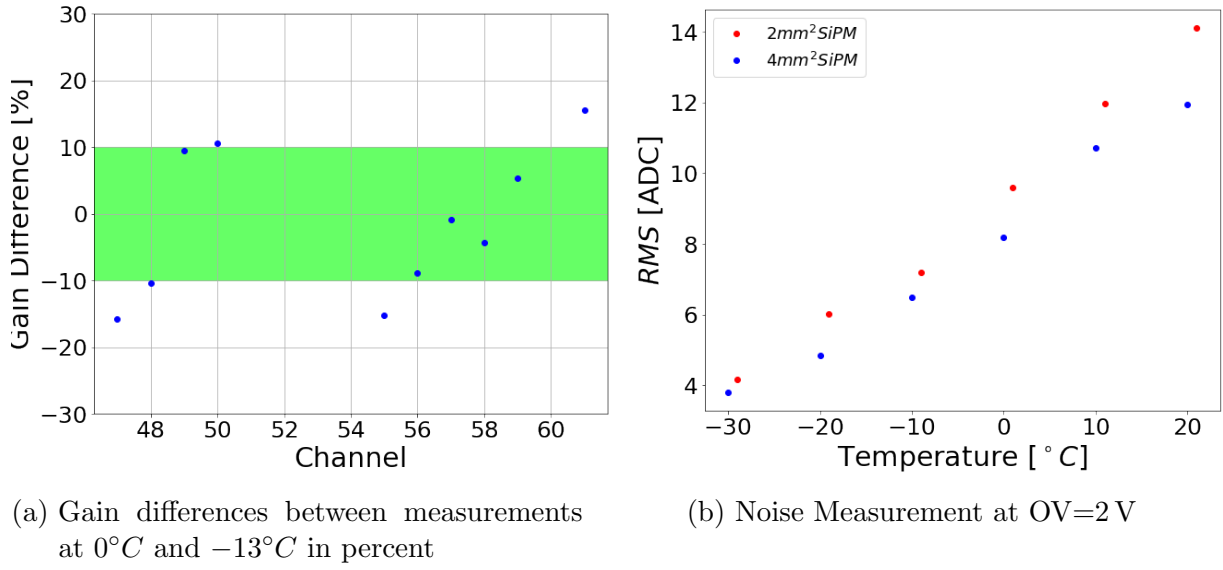 30
20
10
0
−10
−20
−30
Gain Difference [%]
48 50 52 54 56 58 60
Channel
14
12
10
8
6
4
RMS [ADC]
2mm²SiPM
4mm²SiPM
−30 −20 −10 0 10 20
Temperature [°C]
(a) Gain differences between measurements
at 0°C and −13°C in percent
(b) Noise Measurement at OV=2 V